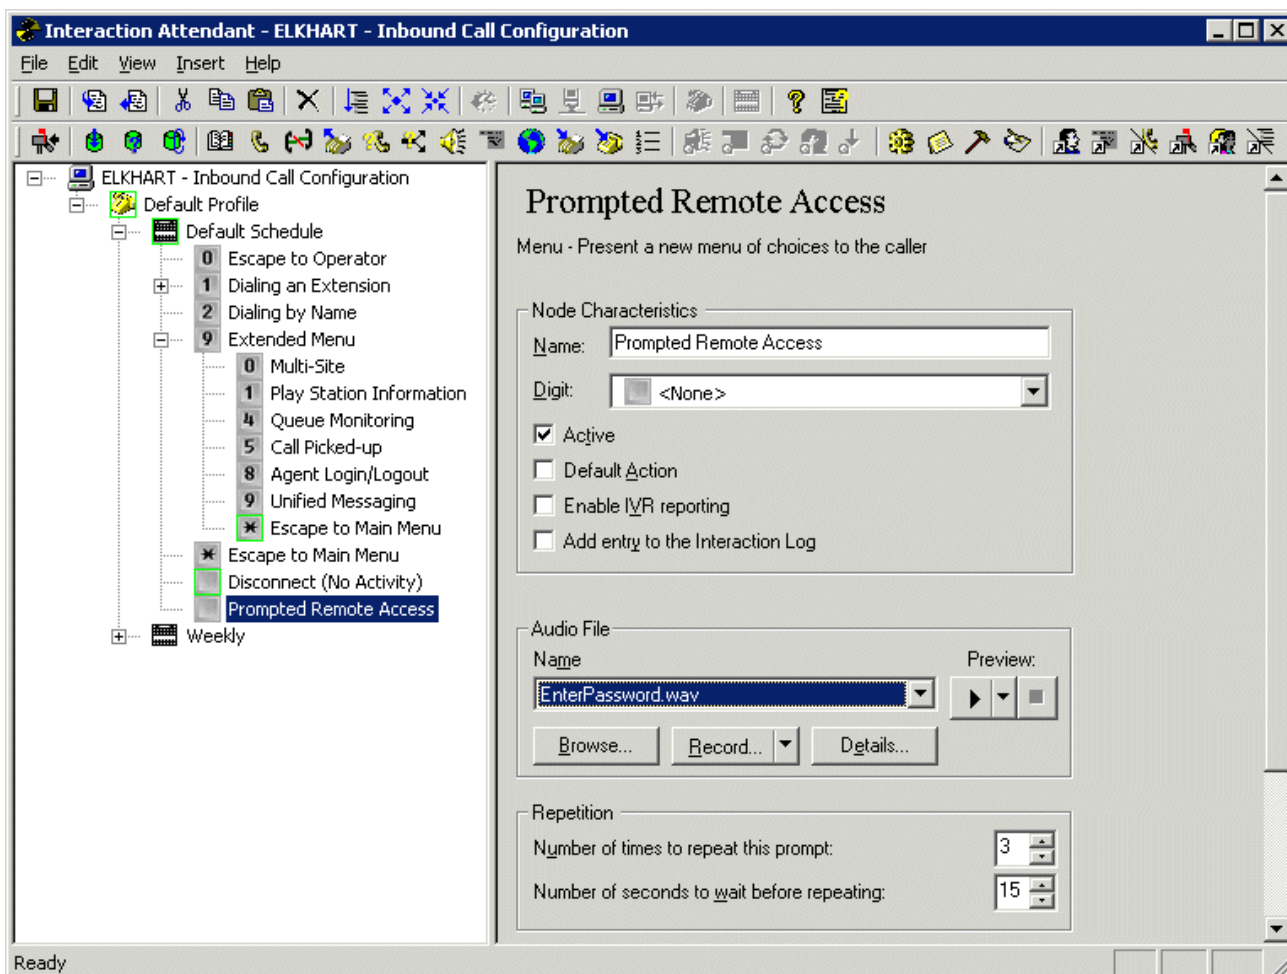 Interaction Attendant - ELKHART - Inbound Call Configuration
File Edit View Insert Help
ELKHART - Inbound Call Configuration
Default Profile
Default Schedule
0 Escape to Operator
1 Dialing an Extension
2 Dialing by Name
9 Extended Menu
0 Multi-Site
1 Play Station Information
4 Queue Monitoring
5 Call Picked-up
8 Agent Login/Logout
9 Unified Messaging
* Escape to Main Menu
* Escape to Main Menu
Disconnect (No Activity)
Prompted Remote Access
Weekly
Prompted Remote Access
Menu - Present a new menu of choices to the caller
Node Characteristics
Name: Prompted Remote Access
Digit: <None>
Active
Default Action
Enable IVR reporting
Add entry to the Interaction Log
Audio File
Name Preview:
EnterPassword.wav
Browse... Record... Details...
Repetition
Number of times to repeat this prompt: 3
Number of seconds to wait before repeating: 15
Ready